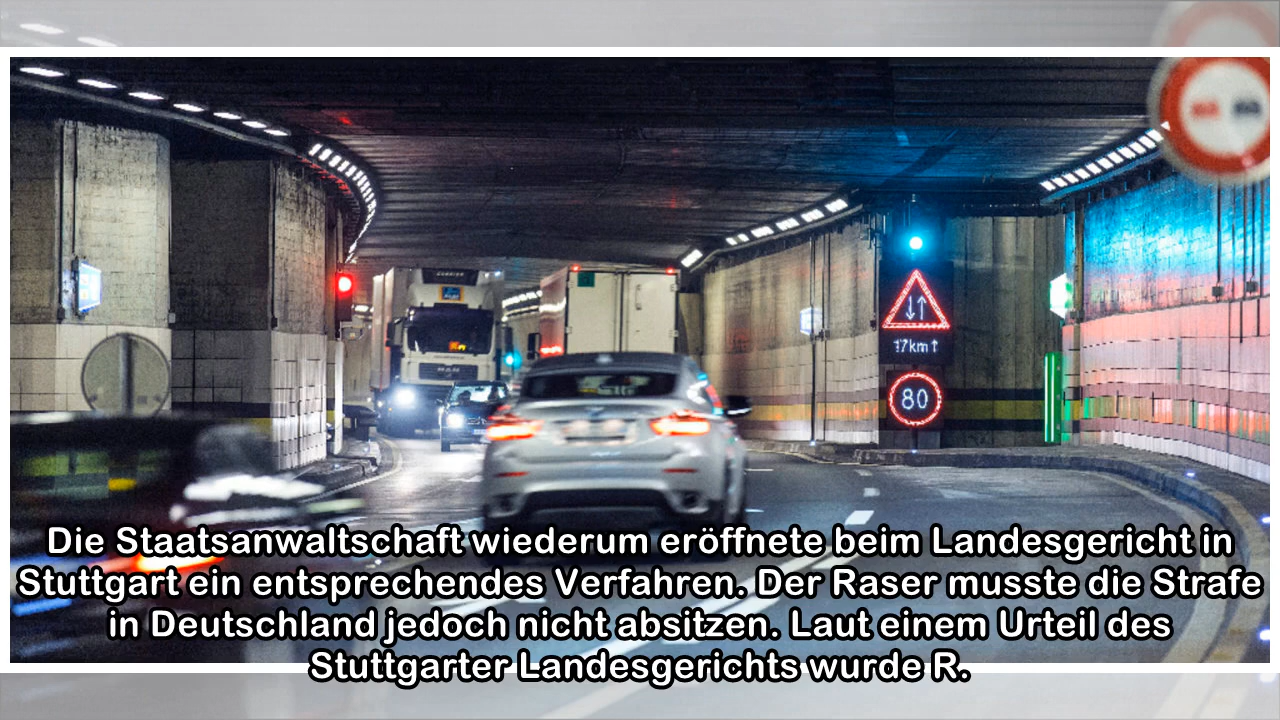 17km↑
80
Die Staatsanwaltschaft wiederum eröffnete beim Landesgericht in
Stuttgart ein entsprechendes Verfahren. Der Raser musste die Strafe
in Deutschland jedoch nicht absitzen. Laut einem Urteil des
Stuttgarter Landesgerichts wurde R.